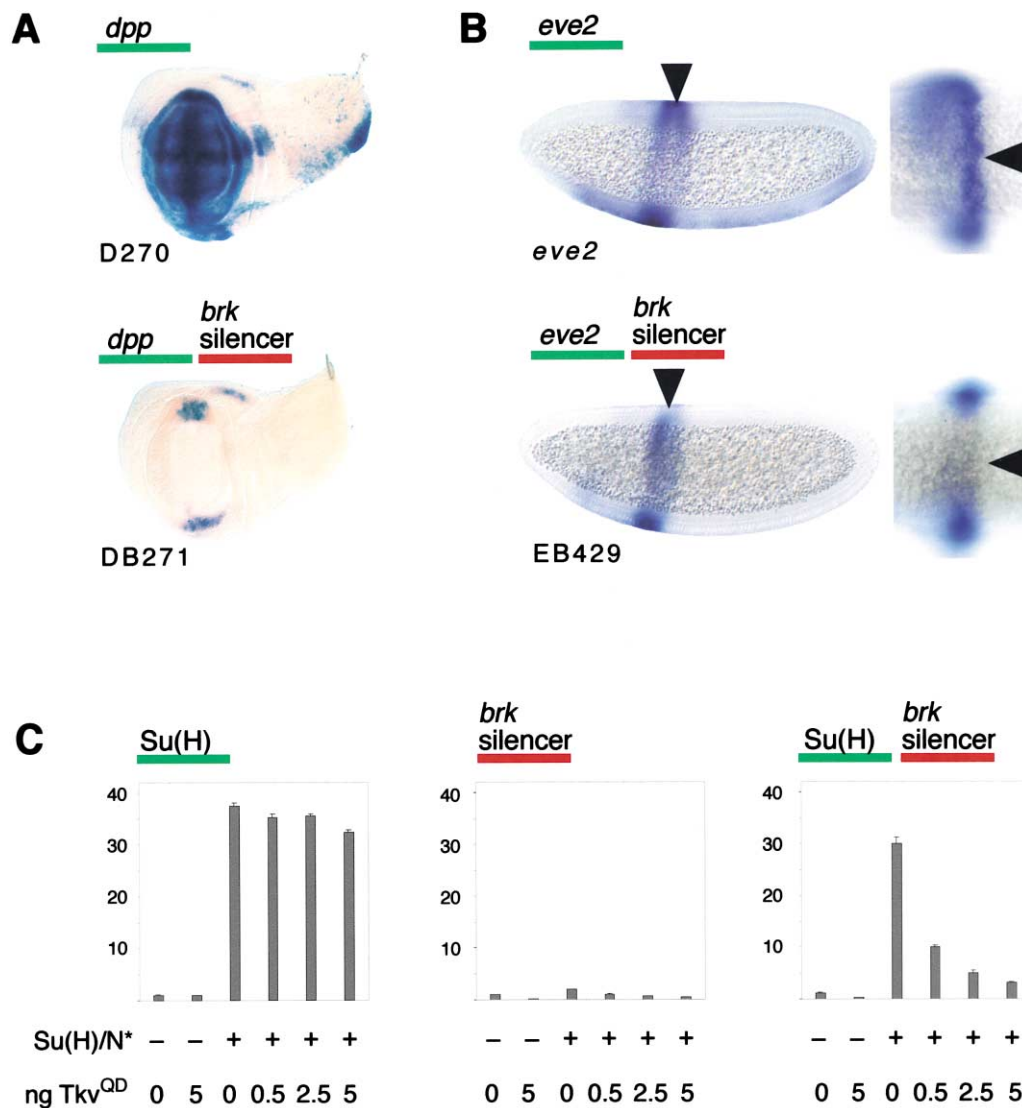 A
dpp
D270
dpp
brk
silencer
DB271
B
eve2
eve2
eve2
brk
silencer
EB429
C
Su(H)
40
30
20
10
brk
silencer
40
30
20
10
Su(H)
brk
silencer
40
30
20
10
Su(H)/N* – – + + + + – – + + + + – – + + + +
ng Tkv^QD 0 5 0 0.5 2.5 5 0 5 0 0.5 2.5 5 0 5 0 0.5 2.5 5